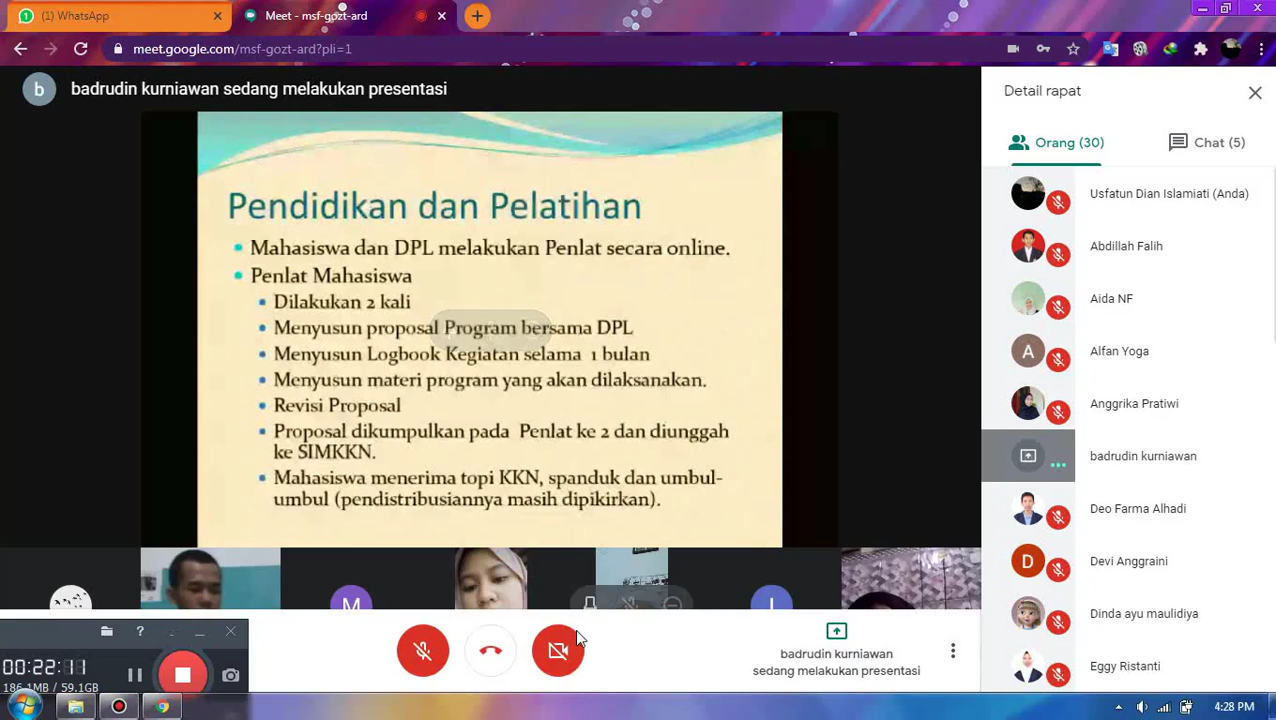 (1) WhatsApp
Meet - msf-gozt-ard
meet.google.com/msf-gozt-ard?pli=1
b
badrudin kurniawan sedang melakukan presentasi
Pendidikan dan Pelatihan
• Mahasiswa dan DPL melakukan Penlat secara online.
• Penlat Mahasiswa
• Dilakukan 2 kali
• Menyusun proposal Program bersama DPL
• Menyusun Logbook Kegiatan selama 1 bulan
• Menyusun materi program yang akan dilaksanakan.
• Revisi Proposal
• Proposal dikumpulkan pada Penlat ke 2 dan diunggah
ke SIMKKN.
• Mahasiswa menerima topi KKN, spanduk dan umbul-
umbul (pendistribusiannya masih dipikirkan).
M
I
Detail rapat
Orang (30)
Chat (5)
Usfatun Dian Islamiati (Anda)
Abdillah Falih
Aida NF
A
Alfan Yoga
Anggrika Pratiwi
badrudin kurniawan
Deo Farma Alhadi
D
Devi Anggraini
Dinda ayu maulidiya
Eggy Ristanti
badrudin kurniawan
sedang melakukan presentasi
00:22:11
186.1MB / 59.1GB
4:28 PM